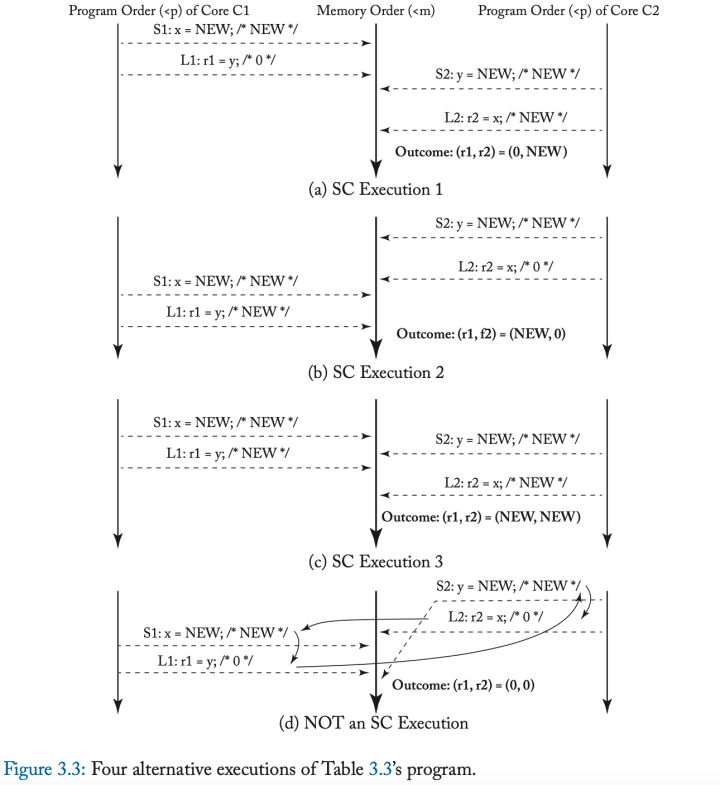 Program Order (<p) of Core C1 Memory Order (<m) Program Order (<p) of Core C2
S1: x = NEW; /* NEW */
L1: r1 = y; /* 0 */
S2: y = NEW; /* NEW */
L2: r2 = x; /* NEW */
Outcome: (r1, r2) = (0, NEW)
(a) SC Execution 1
S2: y = NEW; /* NEW */
L2: r2 = x; /* 0 */
S1: x = NEW; /* NEW */
L1: r1 = y; /* NEW */
Outcome: (r1, f2) = (NEW, 0)
(b) SC Execution 2
S1: x = NEW; /* NEW */
S2: y = NEW; /* NEW */
L1: r1 = y; /* NEW */
L2: r2 = x; /* NEW */
Outcome: (r1, r2) = (NEW, NEW)
(c) SC Execution 3
S2: y = NEW; /* NEW */
L2: r2 = x; /* 0 */
S1: x = NEW; /* NEW */
L1: r1 = y; /* 0 */
Outcome: (r1, r2) = (0, 0)
(d) NOT an SC Execution
Figure 3.3: Four alternative executions of Table 3.3's program.